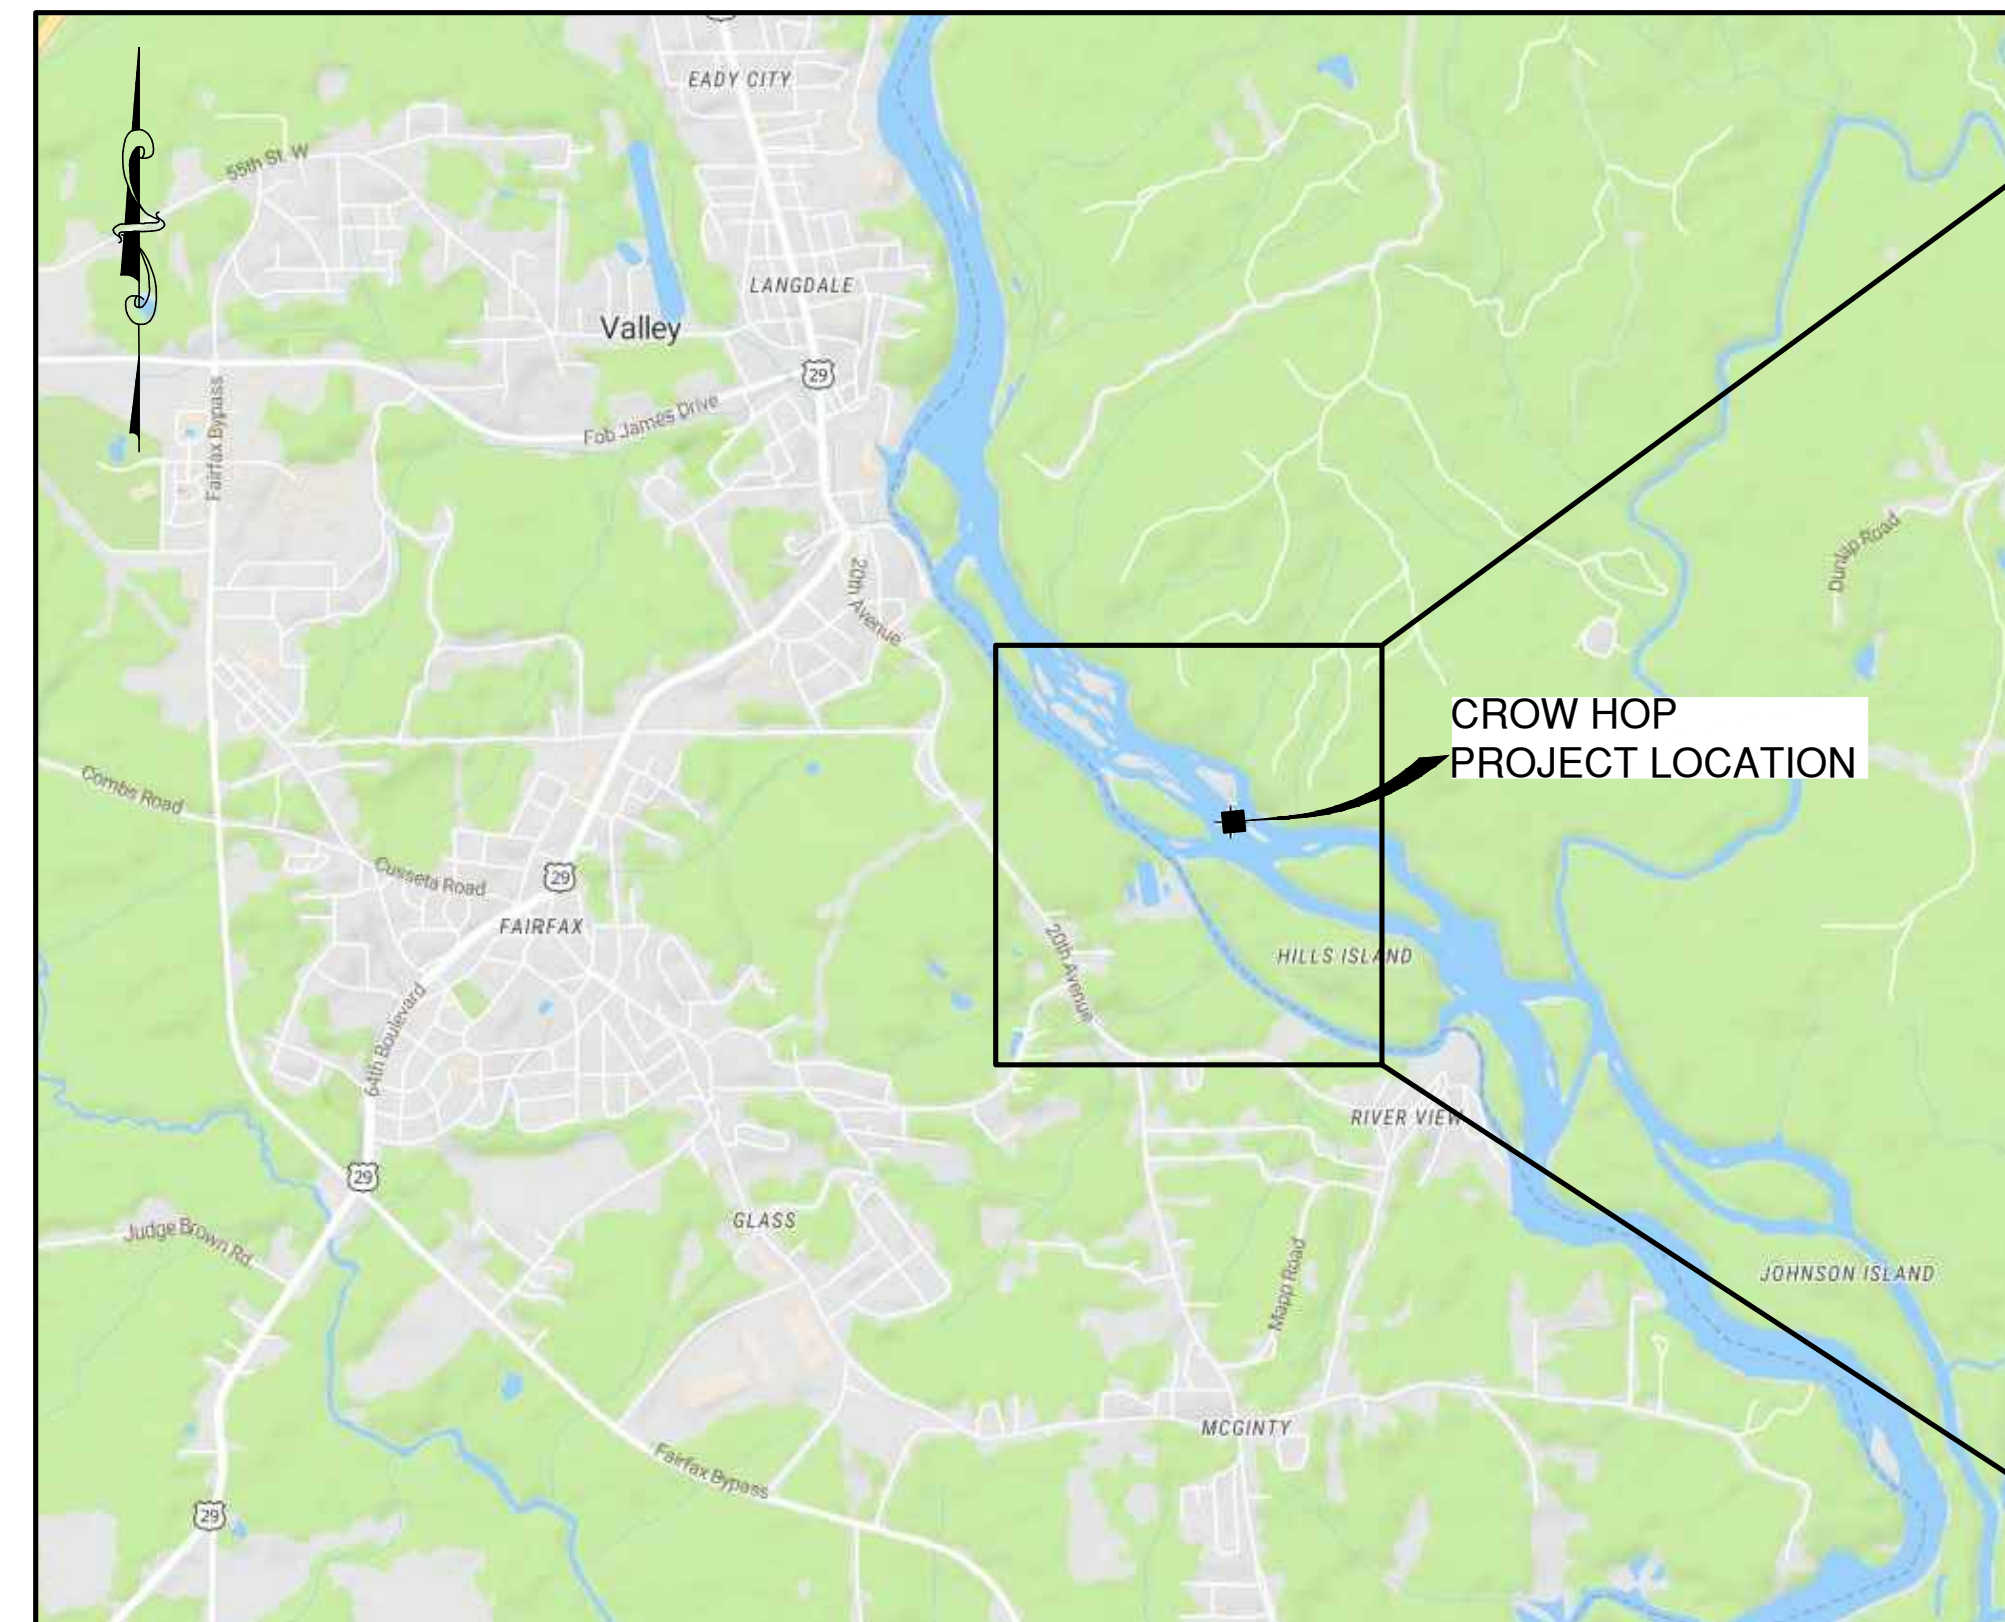 EADY CITY
55th St. W
LANGDALE
Valley
29
Fairfax Bypass
Fob James Drive
Dunlap Road
20th Avenue
CROW HOP
PROJECT LOCATION
Combs Road
Cusseta Road
29
FAIRFAX
20th Avenue
HILLS ISLAND
64th Boulevard
RIVER VIEW
29
GLASS
Judge Brown Rd.
Mapp Road
JOHNSON ISLAND
MCGINTY
Fairfax Bypass
29